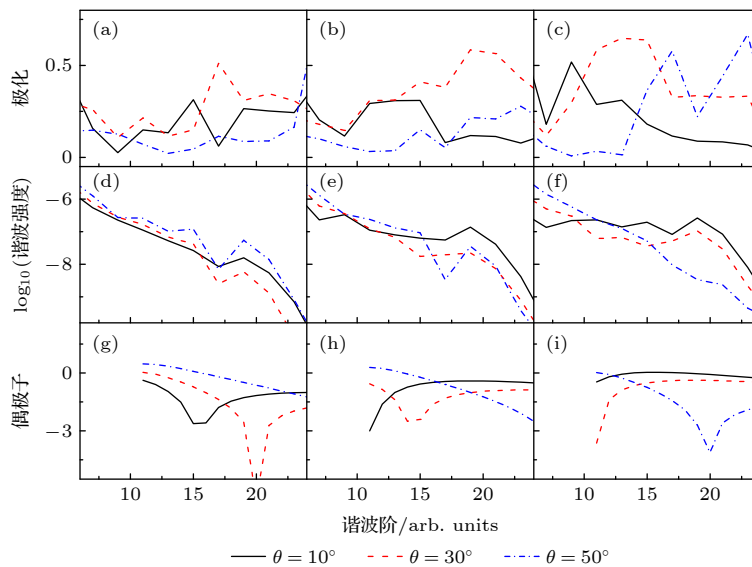 (a) (b) (c)
极化
0.5
0
(d) (e) (f)
log₁₀(谐波强度)
−6
−8
(g) (h) (i)
偶极子
0
−3
10 15 20 10 15 20 10 15 20
谐波阶/arb. units
θ = 10° θ = 30° θ = 50°